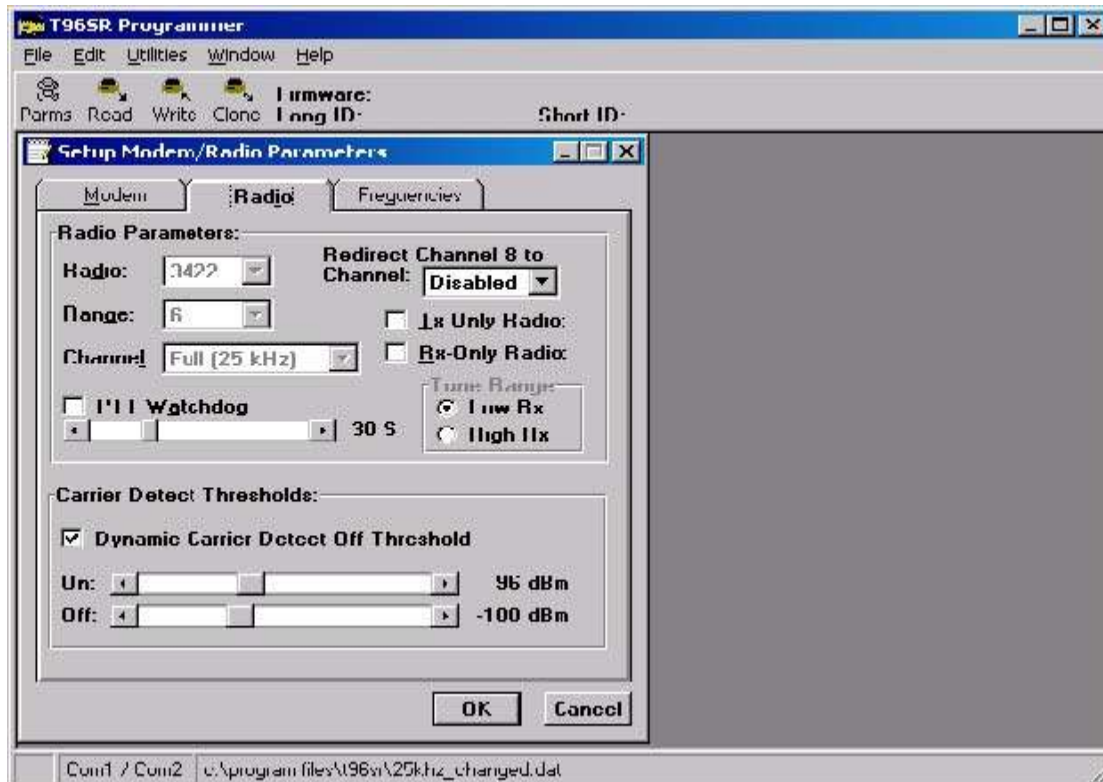 T96SR Programmer
File Edit Utilities Window Help
Parms Read Write Clone Firmware:
Long ID: Short ID:
Setup Modem/Radio Parameters
Modem Radio Frequencies
Radio Parameters:
Radio: 3422
Redirect Channel 8 to Channel: Disabled
Range: 6
Tx Only Radio:
Channel Full (25 kHz)
Rx-Only Radio:
Tune Range
PTT Watchdog
Low Rx
30 S
High Rx
Carrier Detect Thresholds:
Dynamic Carrier Detect Off Threshold
On: 96 dBm
Off: -100 dBm
OK Cancel
Com1 / Com2 c:\program files\t96sr\25khz_changed.dat